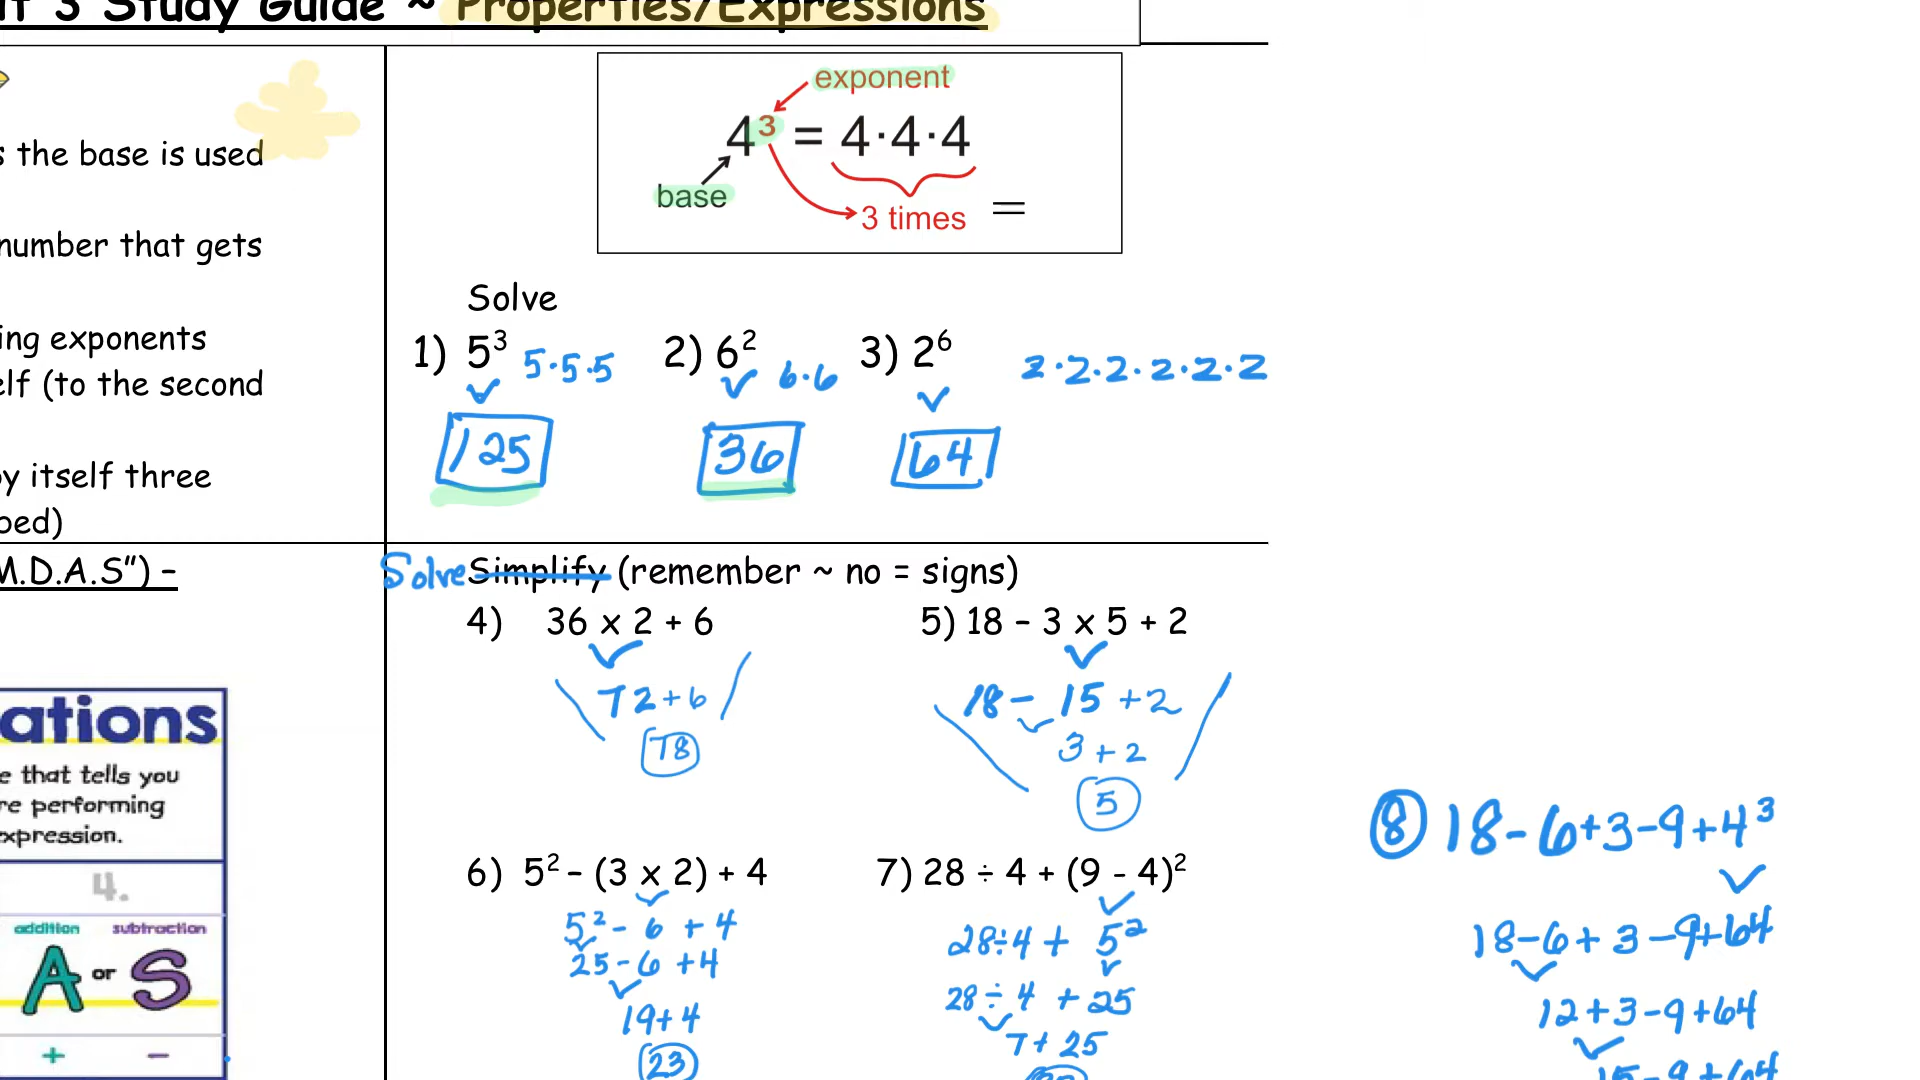 it 3 Study Guide ~ Properties/Expressions
s the base is used
number that gets
ing exponents
elf (to the second
by itself three
bed)
exponent
4³ = 4·4·4
base
3 times =
Solve
1) 5³ 5·5·5 2) 6² 6·6 3) 2⁶ 2·2·2·2·2·2
125 36 64
M.D.A.S”) –
Solve Simplify (remember ~ no = signs)
4) 36 x 2 + 6 5) 18 – 3 x 5 + 2
72+6 18 – 15 +2
78 3 + 2
5
ations
e that tells you
re performing
expression.
4.
addition subtraction
A or S
+ –
6) 5² – (3 x 2) + 4 7) 28 ÷ 4 + (9 - 4)²
5² - 6 + 4 28÷4 + 5²
25 - 6 +4 28 ÷ 4 + 25
19+4 7+ 25
23
8 18-6+3-9+4³
18-6+3-9+64
12+3-9+64
15-9+64